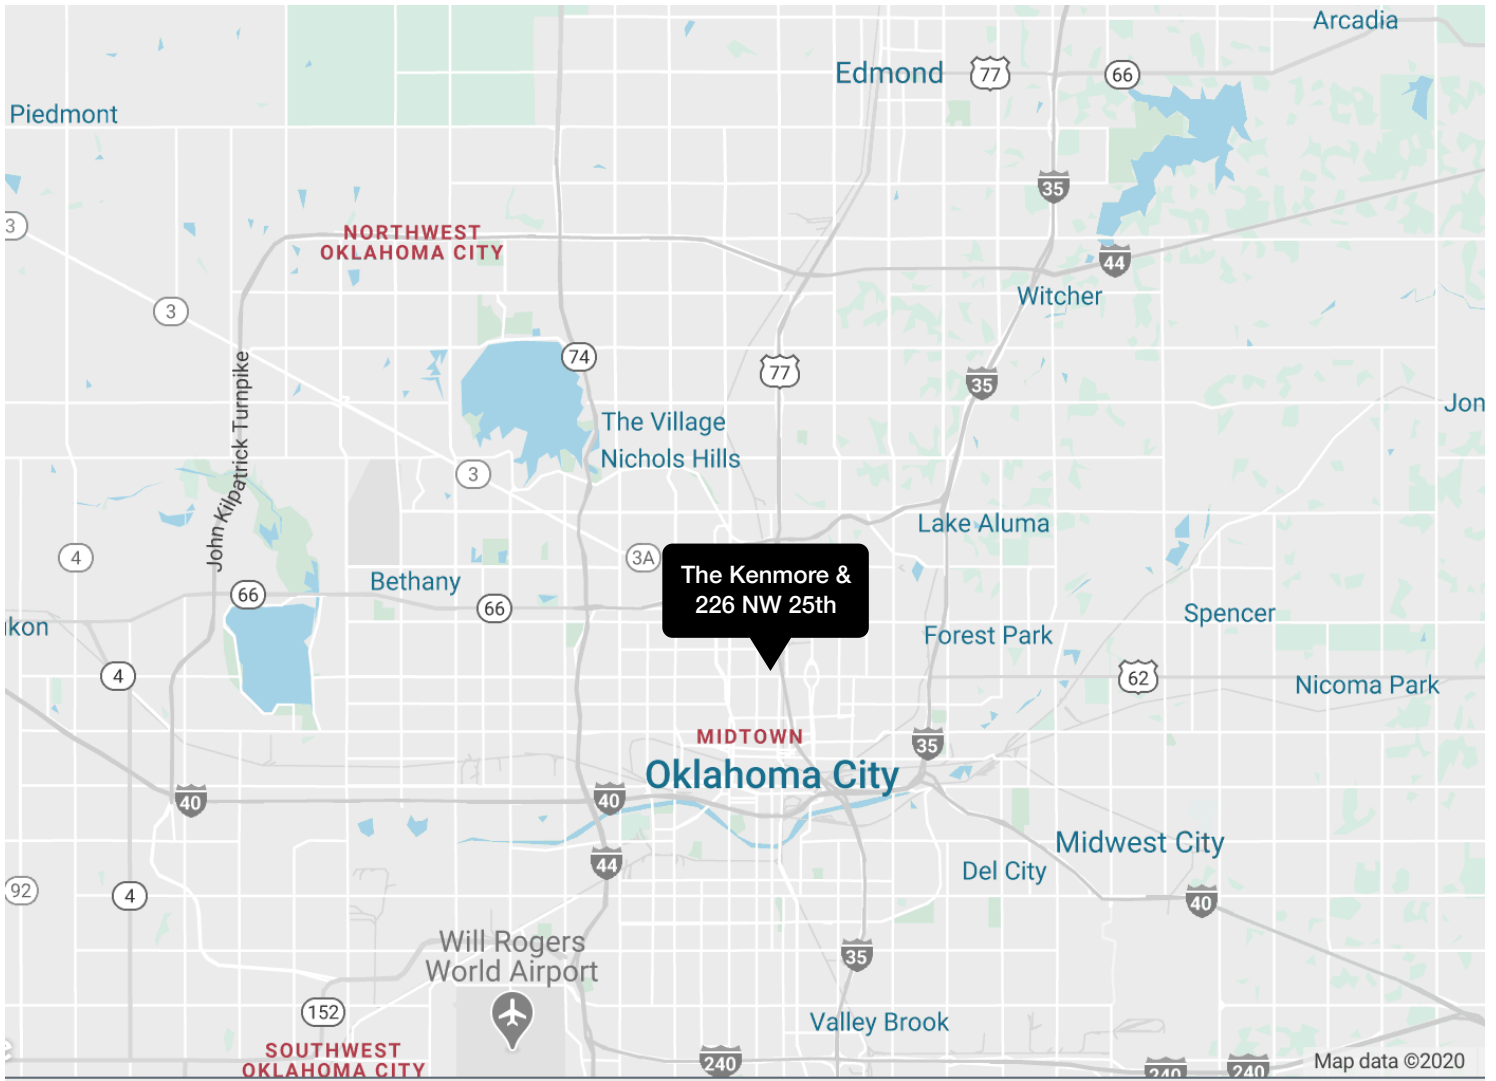 Arcadia
Edmond
77
66
Piedmont
35
3
NORTHWEST
OKLAHOMA CITY
44
Witcher
3
74
77
35
John Kilpatrick Turnpike
The Village
Nichols Hills
Jon
3
Lake Aluma
4
3A
The Kenmore &
226 NW 25th
Bethany
66
66
Spencer
kon
Forest Park
4
62
Nicoma Park
MIDTOWN
35
Oklahoma City
40
40
Midwest City
44
Del City
92
4
40
Will Rogers
World Airport
35
152
Valley Brook
SOUTHWEST
OKLAHOMA CITY
240
240
240
Map data ©2020